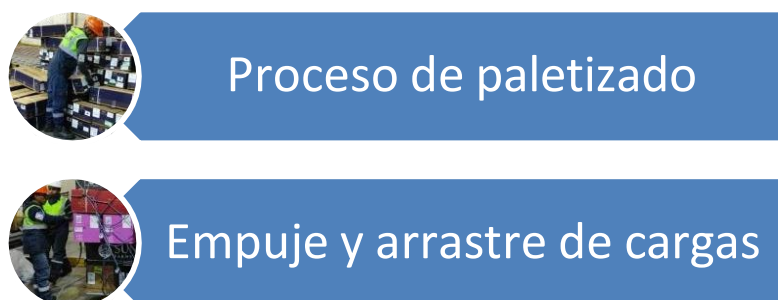 Proceso de paletizado
Empuje y arrastre de cargas